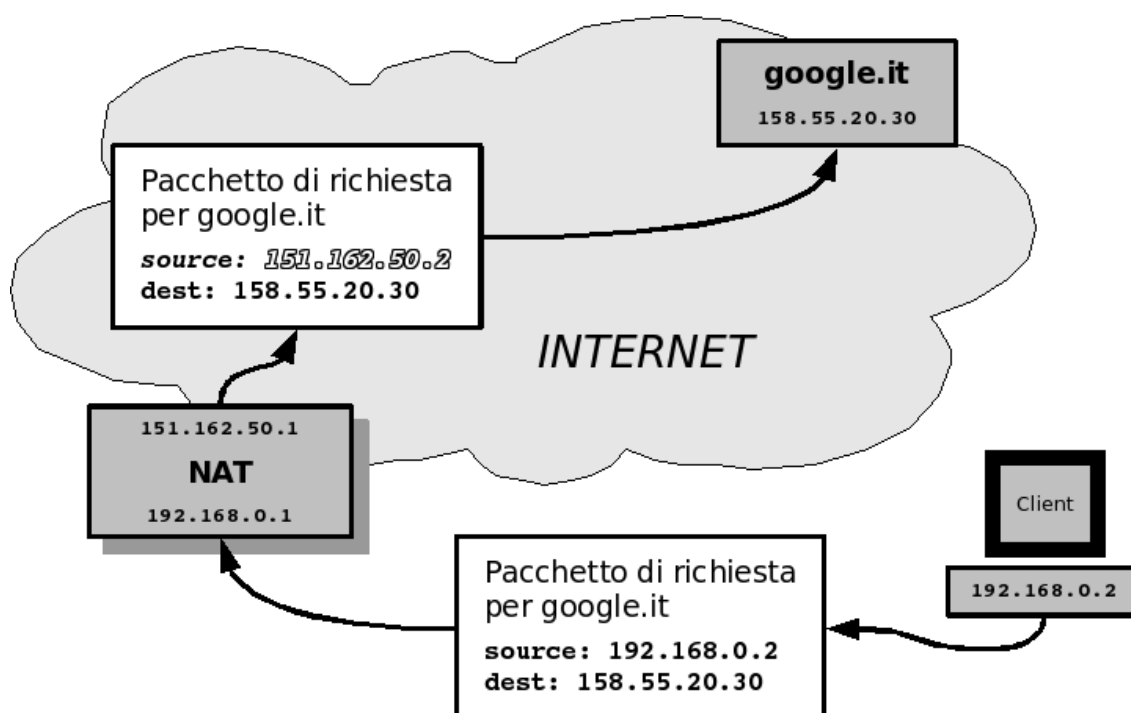 google.it
158.55.20.30
Pacchetto di richiesta
per google.it
source: 151.162.50.2
dest: 158.55.20.30
INTERNET
151.162.50.1
NAT
192.168.0.1
Client
192.168.0.2
Pacchetto di richiesta
per google.it
source: 192.168.0.2
dest: 158.55.20.30